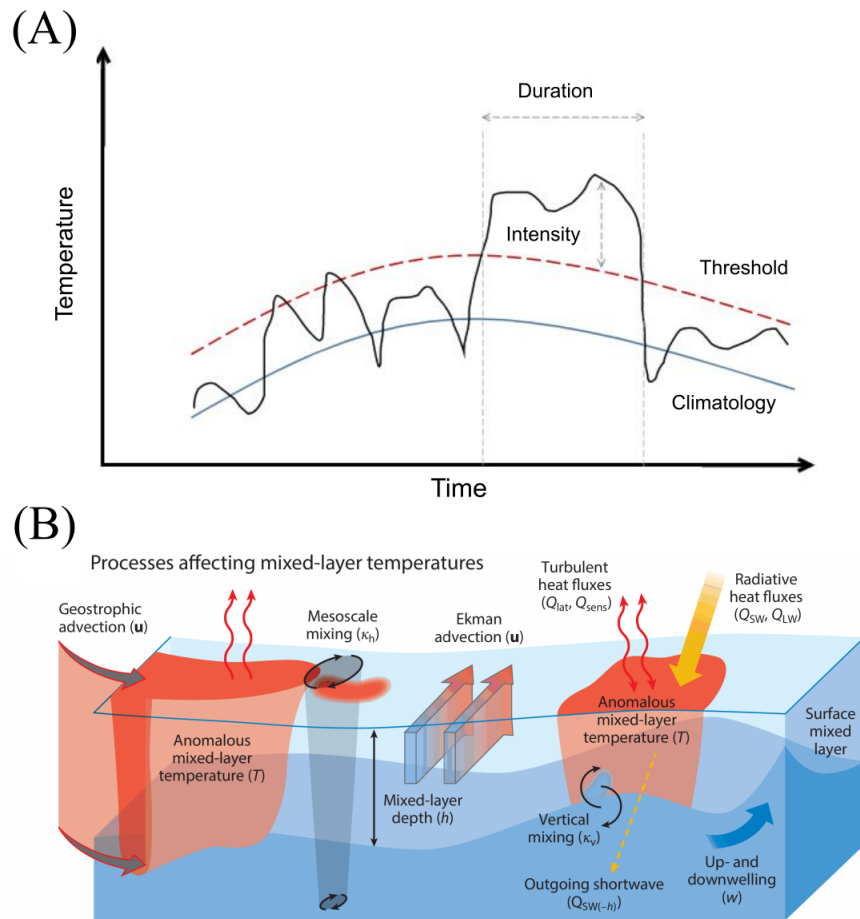 (A)
Duration
Temperature
Intensity
Threshold
Climatology
Time
(B)
Processes affecting mixed-layer temperatures
Geostrophic
advection (u)
Mesoscale
mixing (κh)
Ekman
advection (u)
Turbulent
heat fluxes
(Qlat, Qsens)
Radiative
heat fluxes
(QSW, QLW)
Anomalous
mixed-layer
temperature (T)
Anomalous
mixed-layer
temperature (T)
Surface
mixed
layer
Mixed-layer
depth (h)
Vertical
mixing (κv)
Up- and
downwelling
(w)
Outgoing shortwave
(QSW(−h))